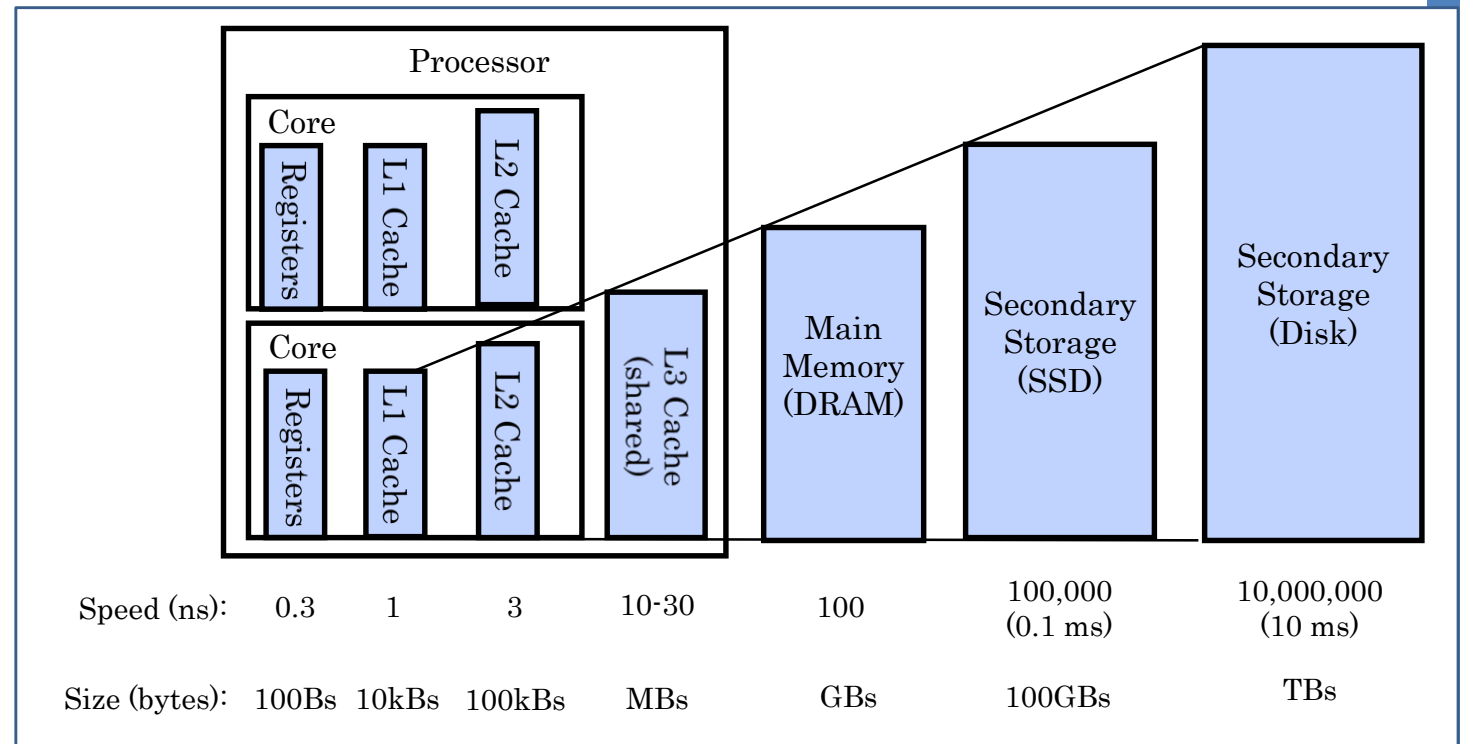 Processor
Core
Registers
L1 Cache
L2 Cache
Core
Registers
L1 Cache
L2 Cache
L3 Cache
(shared)
Main
Memory
(DRAM)
Secondary
Storage
(SSD)
Secondary
Storage
(Disk)
Speed (ns): 0.3 1 3 10-30 100 100,000 10,000,000
(0.1 ms) (10 ms)
Size (bytes): 100Bs 10kBs 100kBs MBs GBs 100GBs TBs